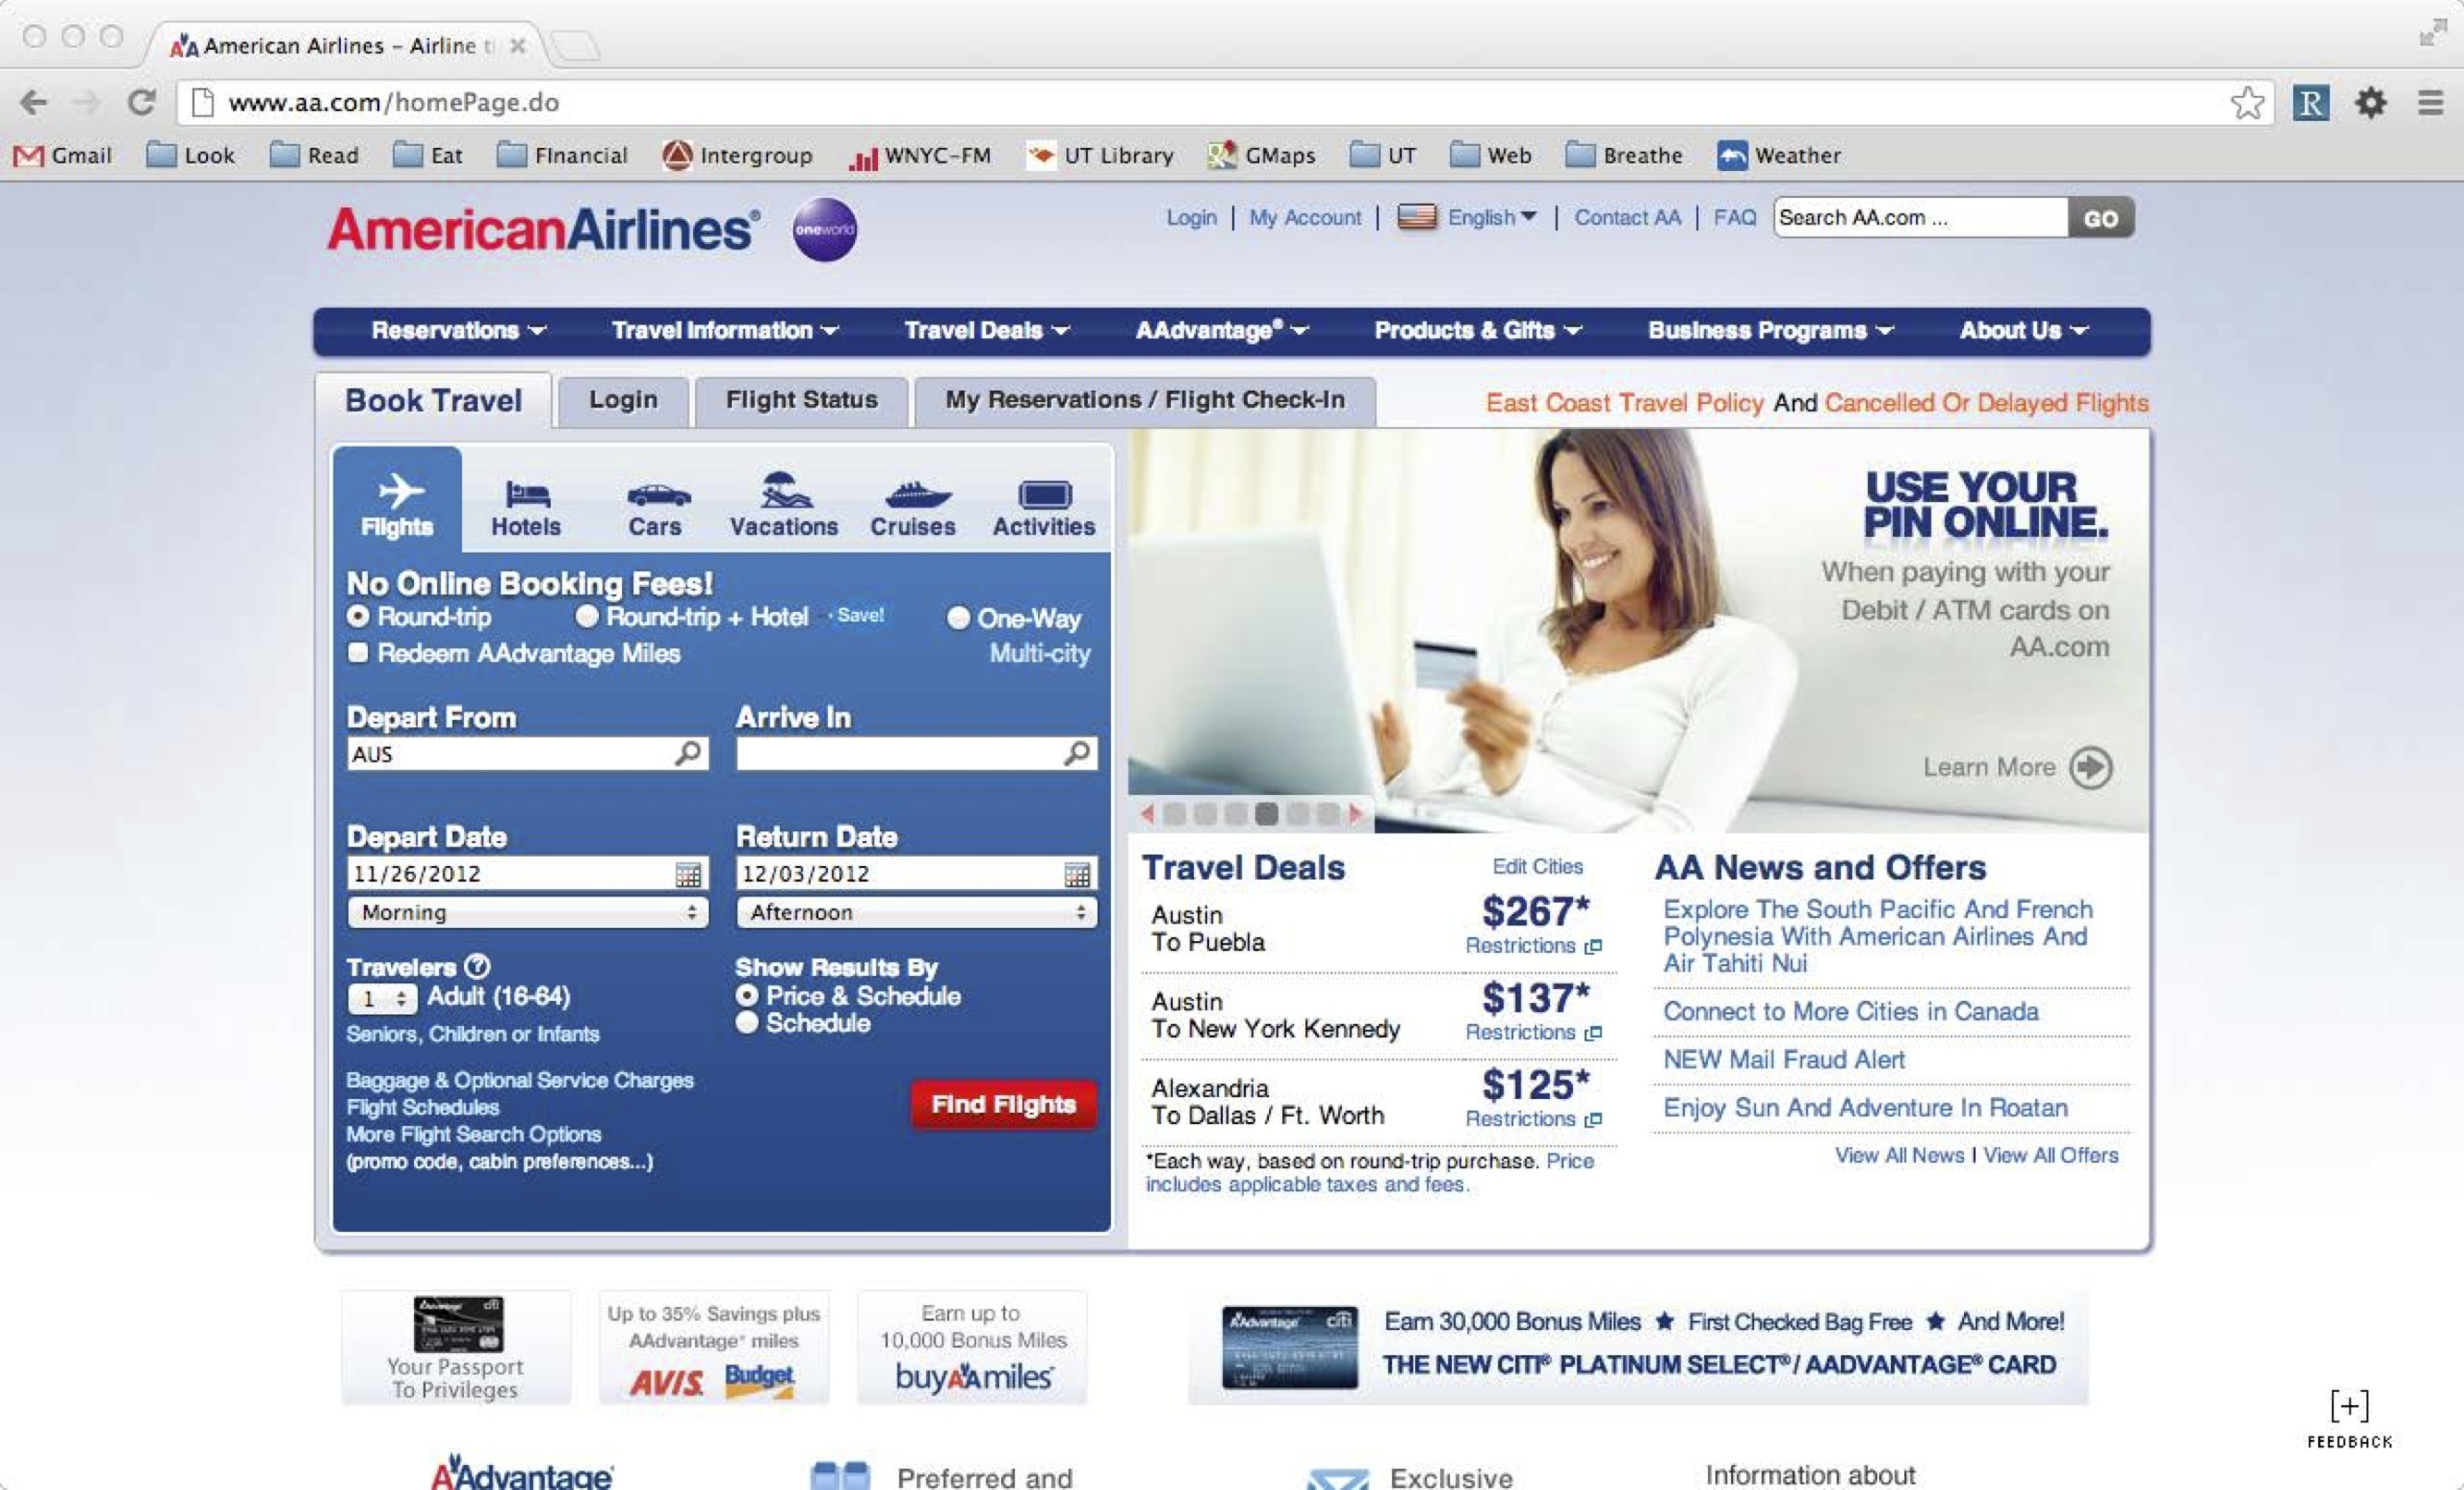 American Airlines – Airline t
www.aa.com/homePage.do
Gmail Look Read Eat FInancial Intergroup WNYC-FM UT Library GMaps UT Web Breathe Weather
AmericanAirlines® oneworld
Login | My Account | English | Contact AA | FAQ Search AA.com ... GO
Reservations Travel Information Travel Deals AAdvantage® Products & Gifts Business Programs About Us
Book Travel Login Flight Status My Reservations / Flight Check-In East Coast Travel Policy And Cancelled Or Delayed Flights
Flights Hotels Cars Vacations Cruises Activities
No Online Booking Fees!
Round-trip Round-trip + Hotel Save! One-Way
Redeem AAdvantage Miles Multi-city
Depart From Arrive In
AUS
Depart Date Return Date
11/26/2012 12/03/2012
Morning Afternoon
Travelers ? Show Results By
1 Adult (16-64) Price & Schedule
Seniors, Children or Infants Schedule
Baggage & Optional Service Charges
Flight Schedules Find Flights
More Flight Search Options
(promo code, cabin preferences...)
USE YOUR
PIN ONLINE.
When paying with your
Debit / ATM cards on
AA.com
Learn More
Travel Deals Edit Cities
Austin $267*
To Puebla Restrictions
Austin $137*
To New York Kennedy Restrictions
Alexandria $125*
To Dallas / Ft. Worth Restrictions
*Each way, based on round-trip purchase. Price
includes applicable taxes and fees.
AA News and Offers
Explore The South Pacific And French
Polynesia With American Airlines And
Air Tahiti Nui
Connect to More Cities in Canada
NEW Mail Fraud Alert
Enjoy Sun And Adventure In Roatan
View All News | View All Offers
AAdvantage citi
Your Passport
To Privileges
Up to 35% Savings plus
AAdvantage® miles
AVIS Budget
Earn up to
10,000 Bonus Miles
buyAAmiles
AAdvantage citi
Earn 30,000 Bonus Miles ★ First Checked Bag Free ★ And More!
THE NEW CITI® PLATINUM SELECT® / AADVANTAGE® CARD
[+]
FEEDBACK
AAdvantage Preferred and Exclusive Information about